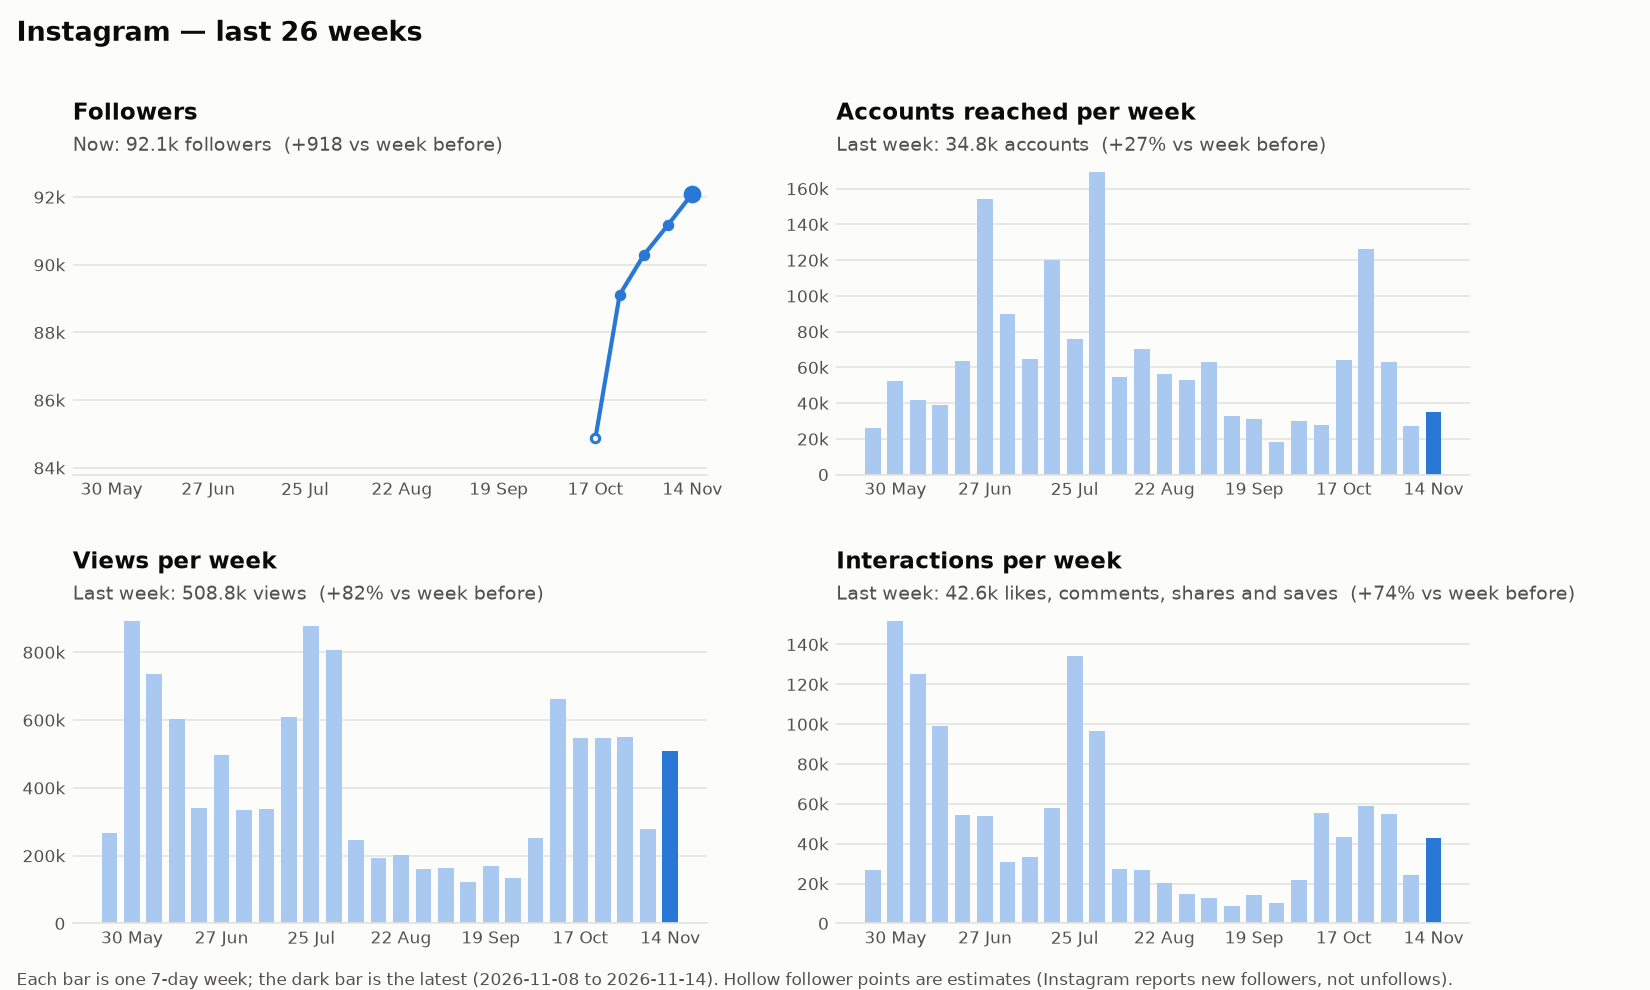 Instagram — last 26 weeks
Followers
Now: 92.1k followers  (+918 vs week before)
92k
90k
88k
86k
84k
30 May 27 Jun 25 Jul 22 Aug 19 Sep 17 Oct 14 Nov
Accounts reached per week
Last week: 34.8k accounts  (+27% vs week before)
160k
140k
120k
100k
80k
60k
40k
20k
0
30 May 27 Jun 25 Jul 22 Aug 19 Sep 17 Oct 14 Nov
Views per week
Last week: 508.8k views  (+82% vs week before)
800k
600k
400k
200k
0
30 May 27 Jun 25 Jul 22 Aug 19 Sep 17 Oct 14 Nov
Interactions per week
Last week: 42.6k likes, comments, shares and saves  (+74% vs week before)
140k
120k
100k
80k
60k
40k
20k
0
30 May 27 Jun 25 Jul 22 Aug 19 Sep 17 Oct 14 Nov
Each bar is one 7-day week; the dark bar is the latest (2026-11-08 to 2026-11-14). Hollow follower points are estimates (Instagram reports new followers, not unfollows).